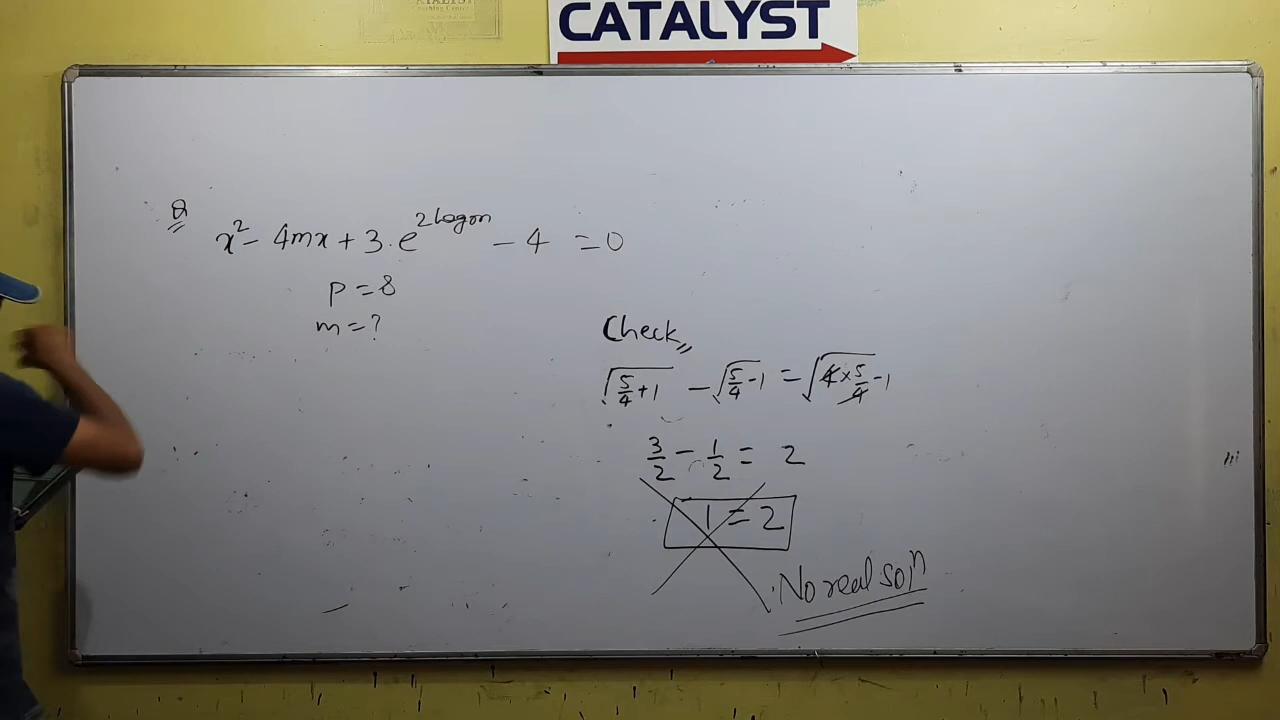 CATALYST
Q
x² - 4mx + 3·e^(2logm) - 4 = 0
P = 8
m = ?
Check
√(5/4 + 1) - √(5/4 - 1) = √(4 × 5/4 - 1)
3/2 - 1/2 = 2
1 = 2
No real solⁿ